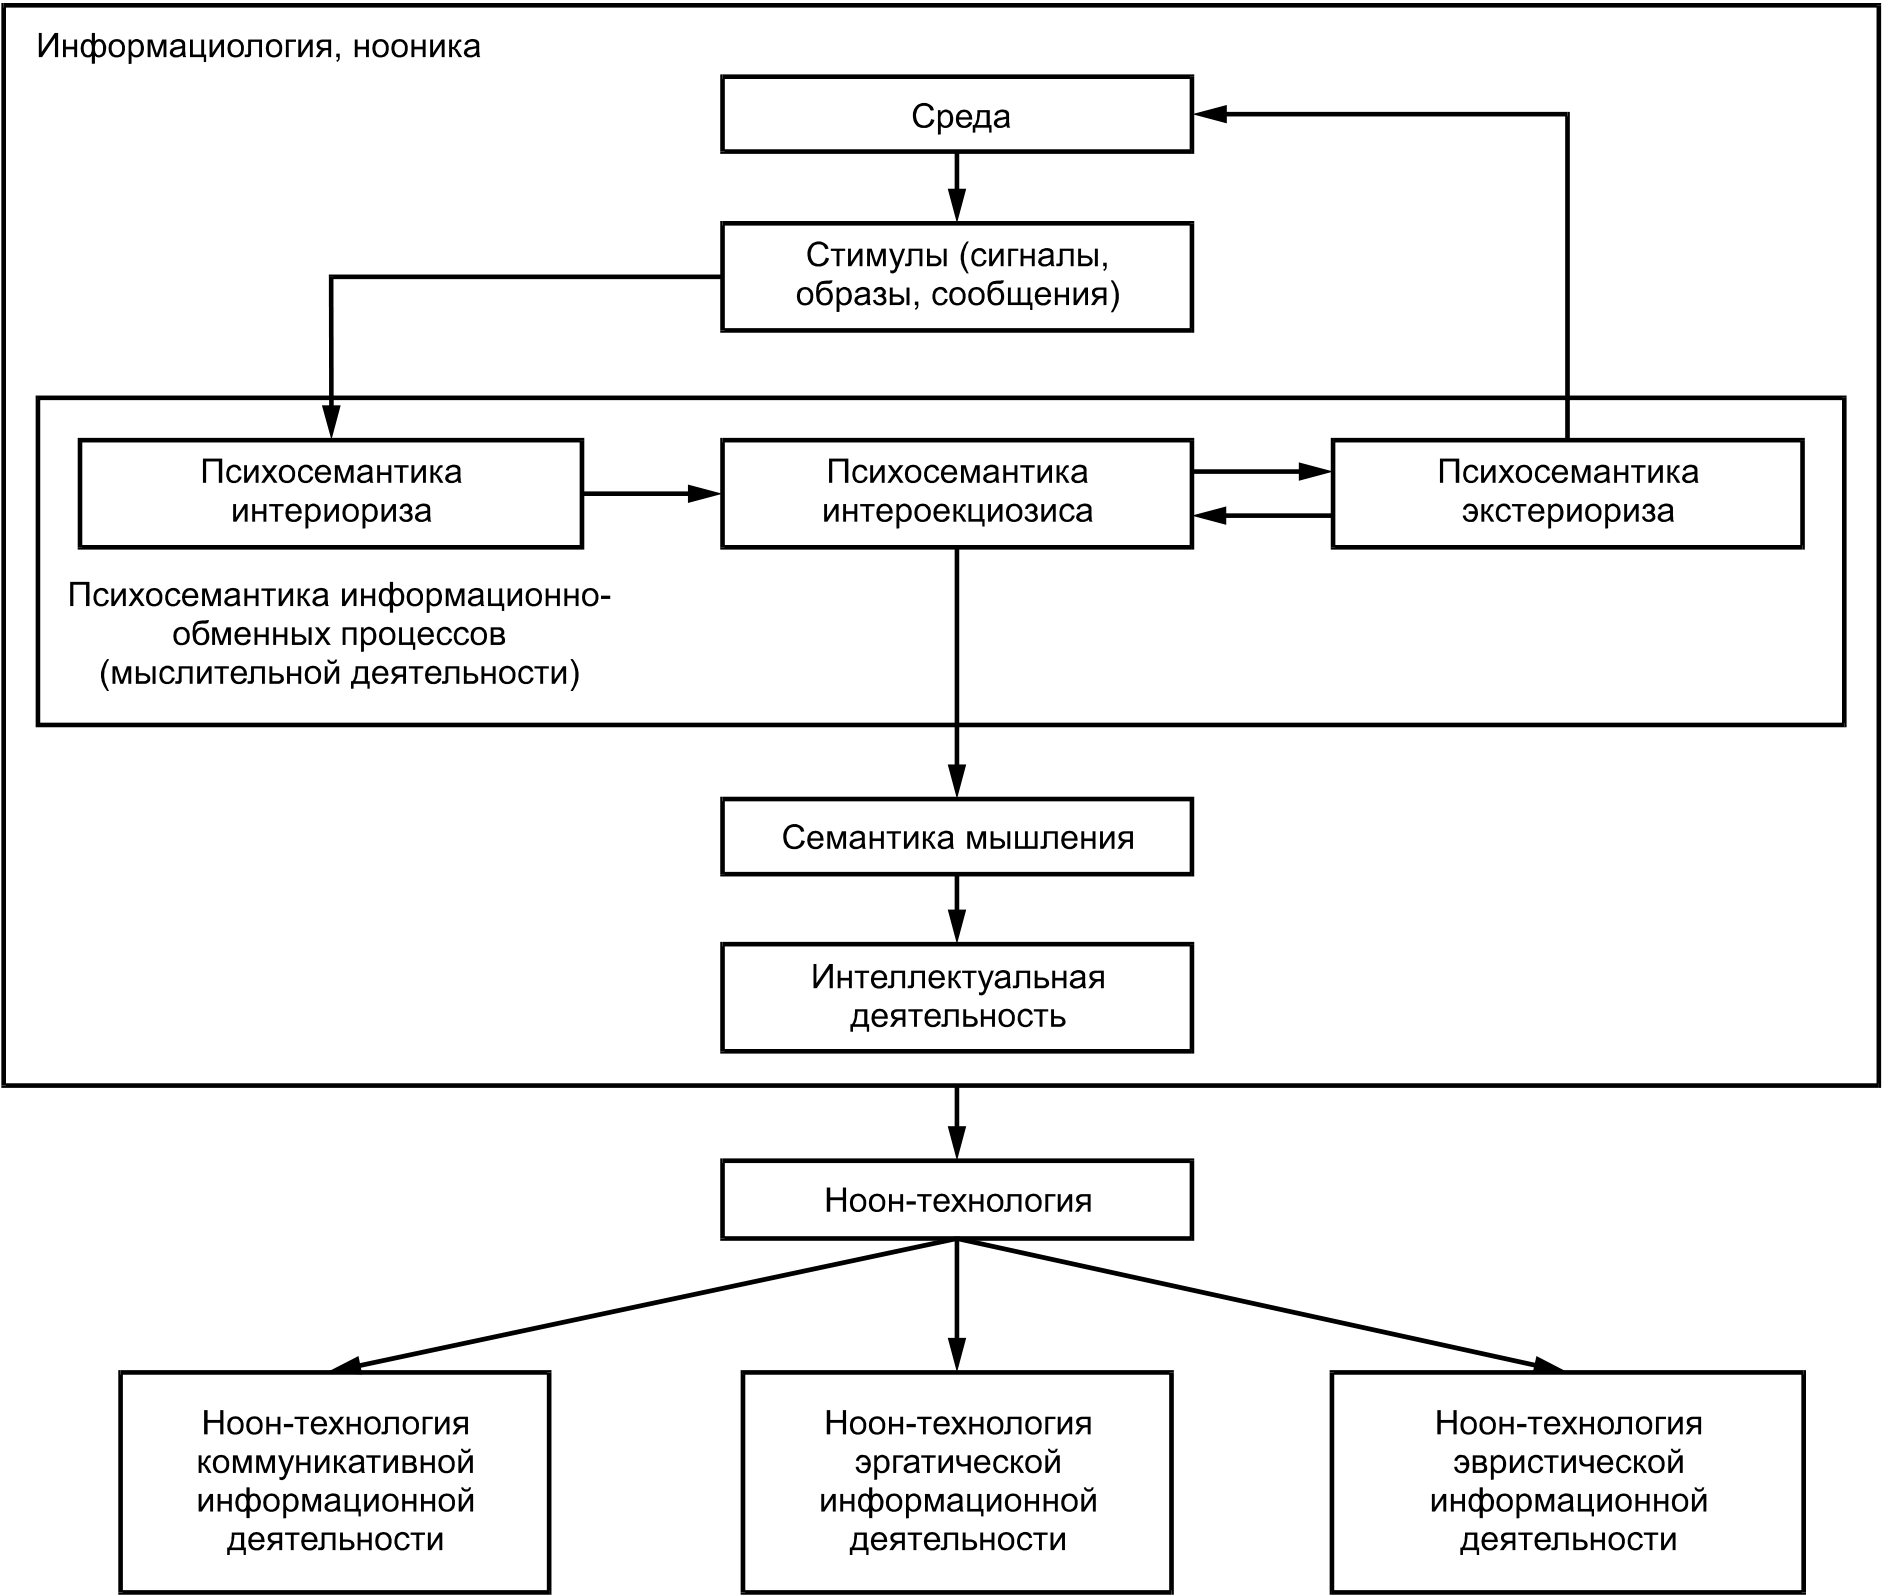 Информациология, нооника
Среда
Стимулы (сигналы,
образы, сообщения)
Психосемантика
интериориза
Психосемантика
интероекциозиса
Психосемантика
экстериориза
Психосемантика информационно-
обменных процессов
(мыслительной деятельности)
Семантика мышления
Интеллектуальная
деятельность
Ноон-технология
Ноон-технология
коммуникативной
информационной
деятельности
Ноон-технология
эргатической
информационной
деятельности
Ноон-технология
эвристической
информационной
деятельности